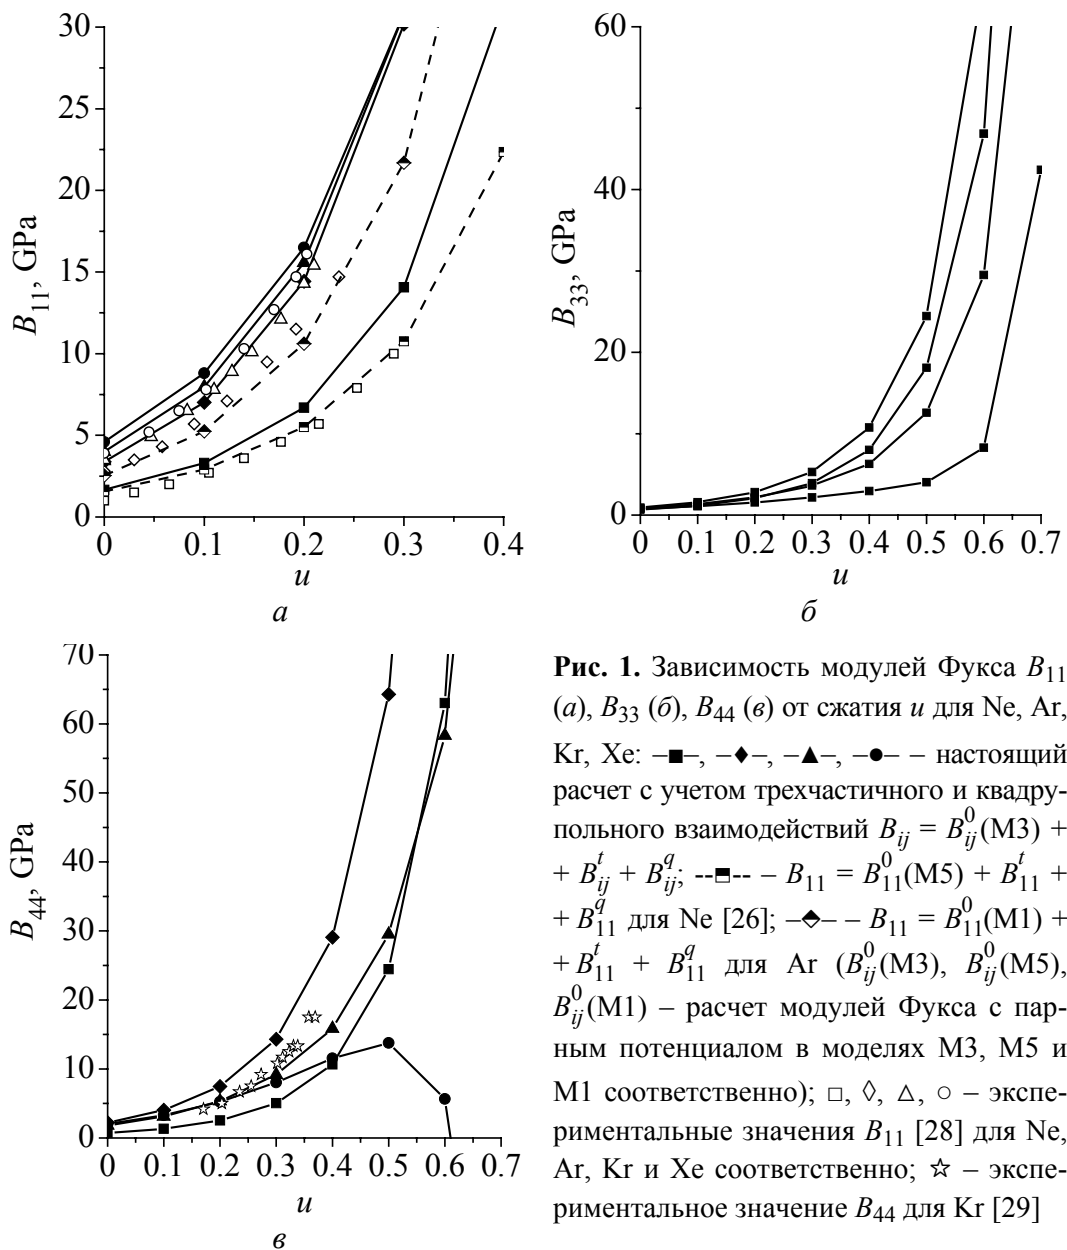 30
25
20
15
10
5
0
B11, GPa
0 0.1 0.2 0.3 0.4
u
а
60
40
20
0
B33, GPa
0 0.1 0.2 0.3 0.4 0.5 0.6 0.7
u
б
70
60
50
40
30
20
10
0
B44, GPa
0 0.1 0.2 0.3 0.4 0.5 0.6 0.7
u
в
Рис. 1. Зависимость модулей Фукса B11
(а), B33 (б), B44 (в) от сжатия u для Ne, Ar,
Kr, Xe: –■–, –◆–, –▲–, –●– – настоящий
расчет с учетом трехчастичного и квадру-
польного взаимодействий Bij = B0ij(M3) +
+ Btij + Bqij; --⬒-- – B11 = B011(M5) + Bt11 +
+ Bq11 для Ne [26]; –⬘– – B11 = B011(M1) +
+ Bt11 + Bq11 для Ar (B0ij(M3), B0ij(M5),
B0ij(M1) – расчет модулей Фукса с пар-
ным потенциалом в моделях M3, M5 и
M1 соответственно); □, ◊, △, ○ – экспе-
риментальные значения B11 [28] для Ne,
Ar, Kr и Xe соответственно; ☆ – экспе-
риментальное значение B44 для Kr [29]